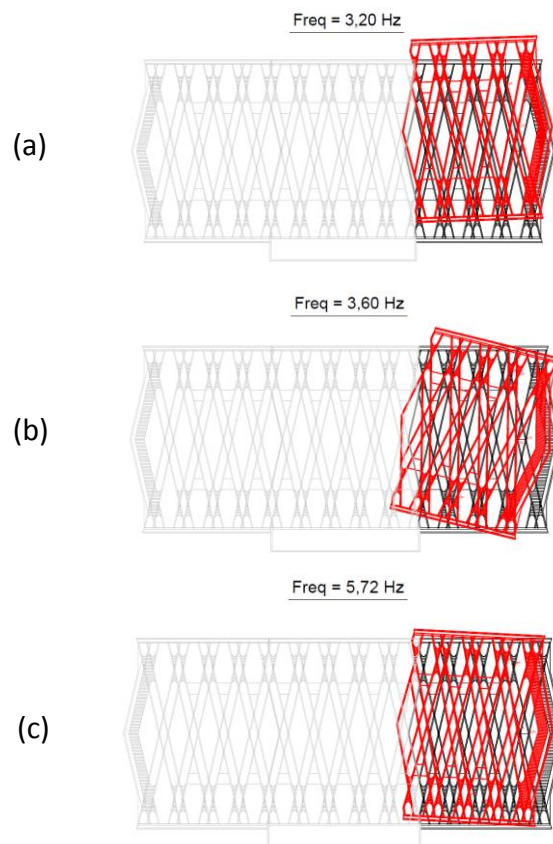 Freq = 3,20 Hz
(a)
Freq = 3,60 Hz
(b)
Freq = 5,72 Hz
(c)